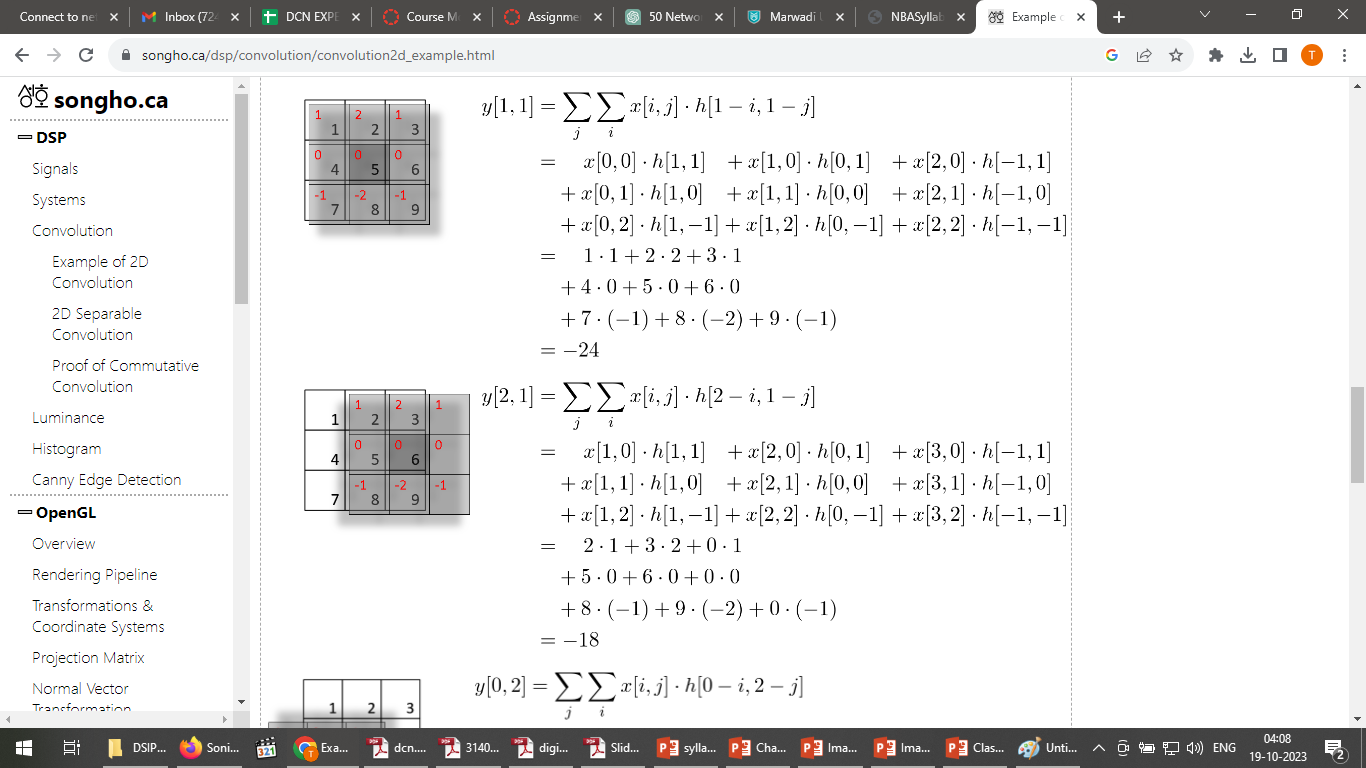 Connect to net Inbox (724 DCN EXPE Course Ma Assignme 50 Netwo Marwadi U NBASyllab Example o
songho.ca/dsp/convolution/convolution2d_example.html T
songho.ca
DSP
Signals
Systems
Convolution
Example of 2D
Convolution
2D Separable
Convolution
Proof of Commutative
Convolution
Luminance
Histogram
Canny Edge Detection
OpenGL
Overview
Rendering Pipeline
Transformations &
Coordinate Systems
Projection Matrix
Normal Vector
Transformation
1 2 1
1 2 3
0 0 0
4 5 6
-1 -2 -1
7 8 9
y[1, 1] = ∑j ∑i x[i, j] · h[1 − i, 1 − j]
= x[0, 0] · h[1, 1] + x[1, 0] · h[0, 1] + x[2, 0] · h[−1, 1]
+ x[0, 1] · h[1, 0] + x[1, 1] · h[0, 0] + x[2, 1] · h[−1, 0]
+ x[0, 2] · h[1, −1] + x[1, 2] · h[0, −1] + x[2, 2] · h[−1, −1]
= 1 · 1 + 2 · 2 + 3 · 1
+ 4 · 0 + 5 · 0 + 6 · 0
+ 7 · (−1) + 8 · (−2) + 9 · (−1)
= −24
1 2 1
1 2 3
0 0 0
4 5 6
-1 -2 -1
7 8 9
y[2, 1] = ∑j ∑i x[i, j] · h[2 − i, 1 − j]
= x[1, 0] · h[1, 1] + x[2, 0] · h[0, 1] + x[3, 0] · h[−1, 1]
+ x[1, 1] · h[1, 0] + x[2, 1] · h[0, 0] + x[3, 1] · h[−1, 0]
+ x[1, 2] · h[1, −1] + x[2, 2] · h[0, −1] + x[3, 2] · h[−1, −1]
= 2 · 1 + 3 · 2 + 0 · 1
+ 5 · 0 + 6 · 0 + 0 · 0
+ 8 · (−1) + 9 · (−2) + 0 · (−1)
= −18
1 2 3
y[0, 2] = ∑j ∑i x[i, j] · h[0 − i, 2 − j]
DSIP... Soni... 321 Exa... dcn.... 3140... digi... Slid... sylla... Cha... Ima... Ima... Clas... Unti... ENG 04:08
19-10-2023 2